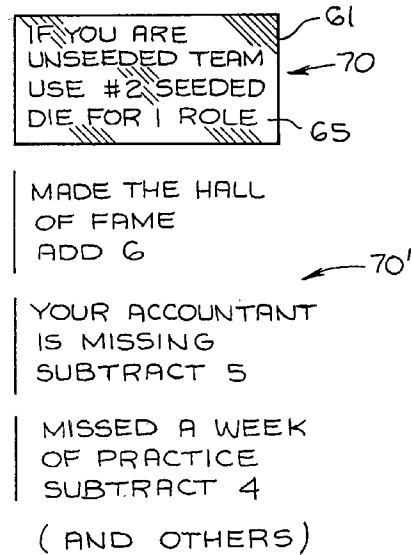 IF YOU ARE
UNSEEDED TEAM
USE #2 SEEDED
DIE FOR 1 ROLE
61
70
65
MADE THE HALL
OF FAME
ADD 6
70'
YOUR ACCOUNTANT
IS MISSING
SUBTRACT 5
MISSED A WEEK
OF PRACTICE
SUBTRACT 4
(AND OTHERS)